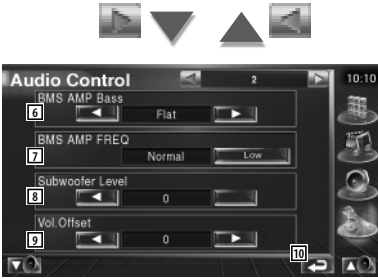 Audio Control 2 10:10
BMS AMP Bass
6 Flat
BMS AMP FREQ
7 Normal Low
Subwoofer Level
8 0
Vol.Offset
9 0
10